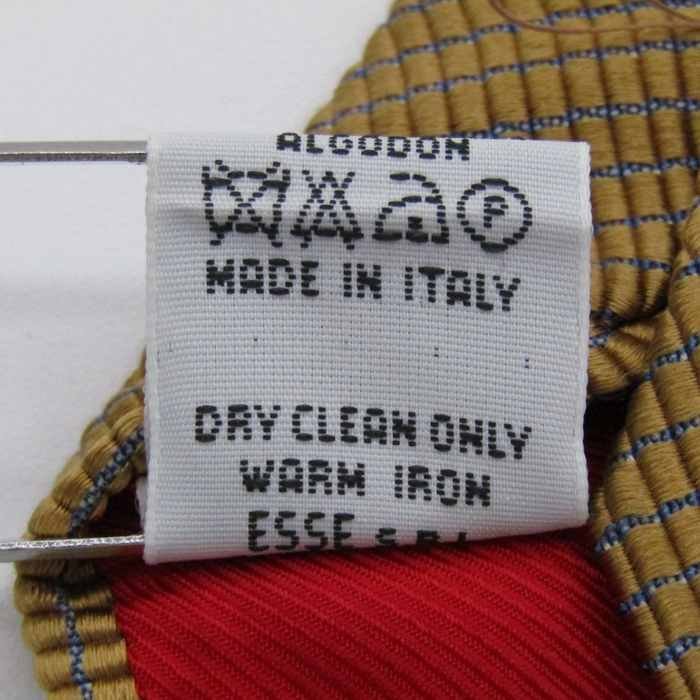 ALGODON
F
MADE IN ITALY
DRY CLEAN ONLY
WARM IRON
ESSE S.R.L